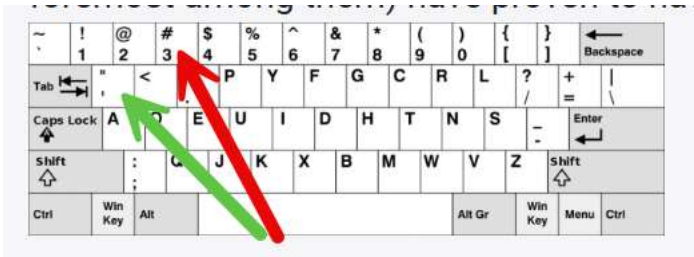 foremost among them) have proven to
~ ! @ # $ % ^ & * ( ) { }
` 1 2 3 4 5 6 7 8 9 0 [ ] Backspace
Tab " < P Y F G C R L ? + |
' . / = \
Caps Lock A O E U I D H T N S _ Enter
-
Shift : Q J K X B M W V Z Shift
;
Ctrl Win Key Alt Alt Gr Win Key Menu Ctrl